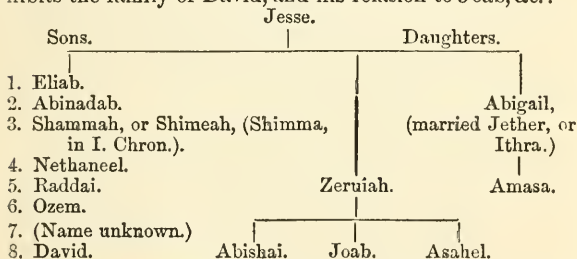 Jesse.
Sons. Daughters.
1. Eliab.
2. Abinadab. Abigail,
3. Shammah, or Shimeah, (Shimma, (married Jether, or
in I. Chron.). Ithra.)
4. Nethaneel.
5. Raddai. Zeruiah. Amasa.
6. Ozem.
7. (Name unknown.)
8. David. Abishai. Joab. Asahel.